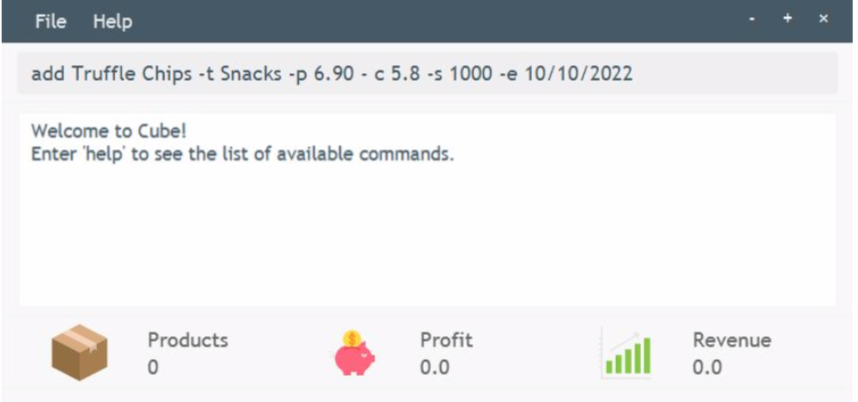 File Help - + ×
add Truffle Chips -t Snacks -p 6.90 - c 5.8 -s 1000 -e 10/10/2022
Welcome to Cube!
Enter 'help' to see the list of available commands.
Products Profit Revenue
0 0.0 0.0